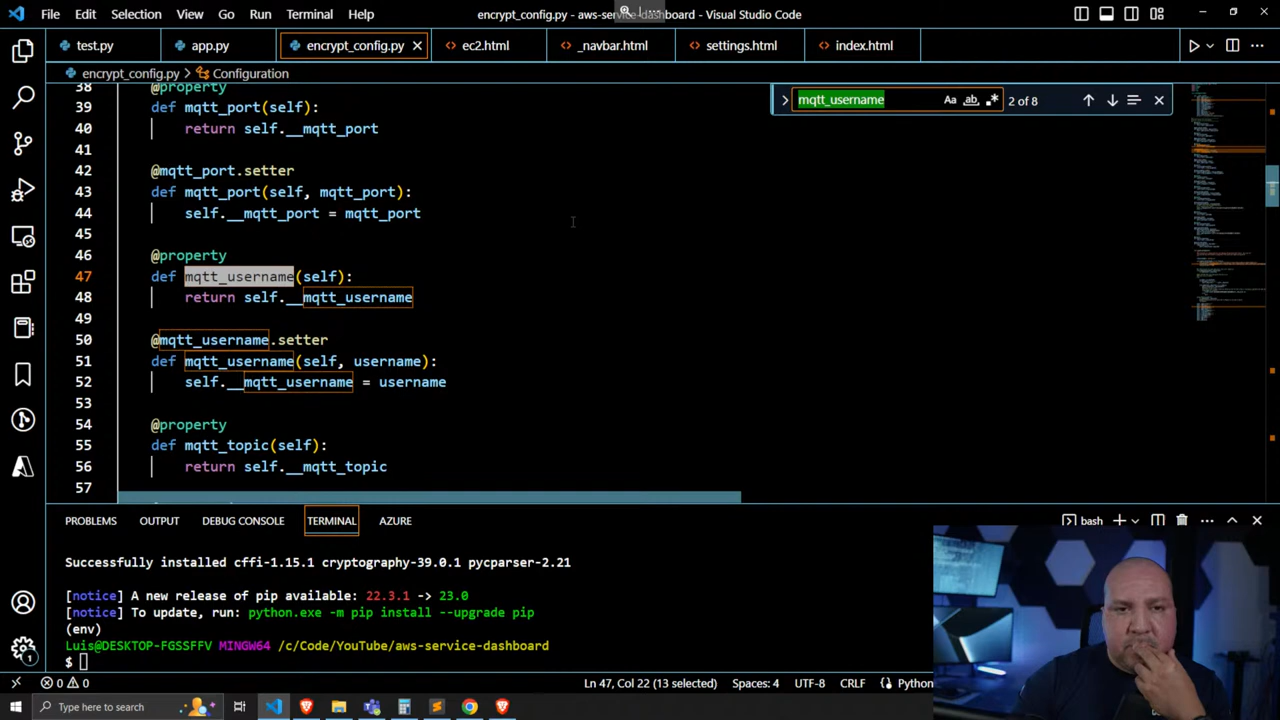 File Edit Selection View Go Run Terminal Help
encrypt_config.py - aws-service-dashboard - Visual Studio Code
test.py app.py encrypt_config.py ec2.html _navbar.html settings.html index.html
encrypt_config.py > Configuration
mqtt_username Aa ab 2 of 8
38 @property
39 def mqtt_port(self):
40 return self.__mqtt_port
41
42 @mqtt_port.setter
43 def mqtt_port(self, mqtt_port):
44 self.__mqtt_port = mqtt_port
45
46 @property
47 def mqtt_username(self):
48 return self.__mqtt_username
49
50 @mqtt_username.setter
51 def mqtt_username(self, username):
52 self.__mqtt_username = username
53
54 @property
55 def mqtt_topic(self):
56 return self.__mqtt_topic
57
PROBLEMS OUTPUT DEBUG CONSOLE TERMINAL AZURE bash
Successfully installed cffi-1.15.1 cryptography-39.0.1 pycparser-2.21
[notice] A new release of pip available: 22.3.1 -> 23.0
[notice] To update, run: python.exe -m pip install --upgrade pip
(env)
Luis@DESKTOP-FGSSFFV MINGW64 /c/Code/YouTube/aws-service-dashboard
$
1
0 0 Ln 47, Col 22 (13 selected) Spaces: 4 UTF-8 CRLF Python
Type here to search